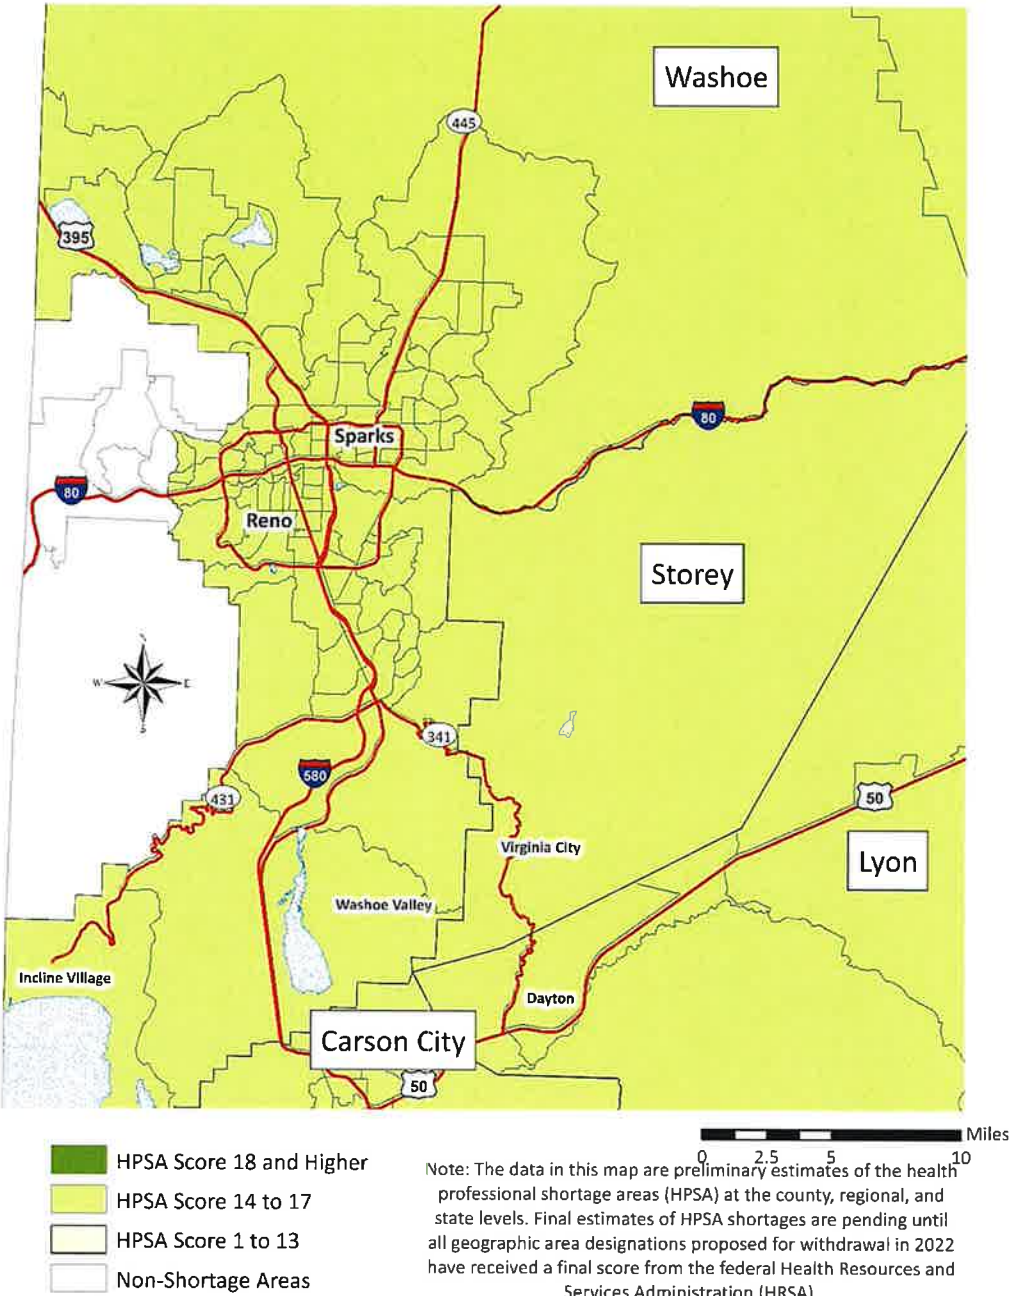 Washoe
445
395
80
Sparks
80
Reno
Storey
N
W
E
S
341
580
431
50
Virginia City
Lyon
Washoe Valley
Incline Village
Dayton
Carson City
50
Miles
0 2.5 5 10
HPSA Score 18 and Higher
HPSA Score 14 to 17
HPSA Score 1 to 13
Non-Shortage Areas
Note: The data in this map are preliminary estimates of the health
professional shortage areas (HPSA) at the county, regional, and
state levels. Final estimates of HPSA shortages are pending until
all geographic area designations proposed for withdrawal in 2022
have received a final score from the federal Health Resources and
Services Administration (HRSA)